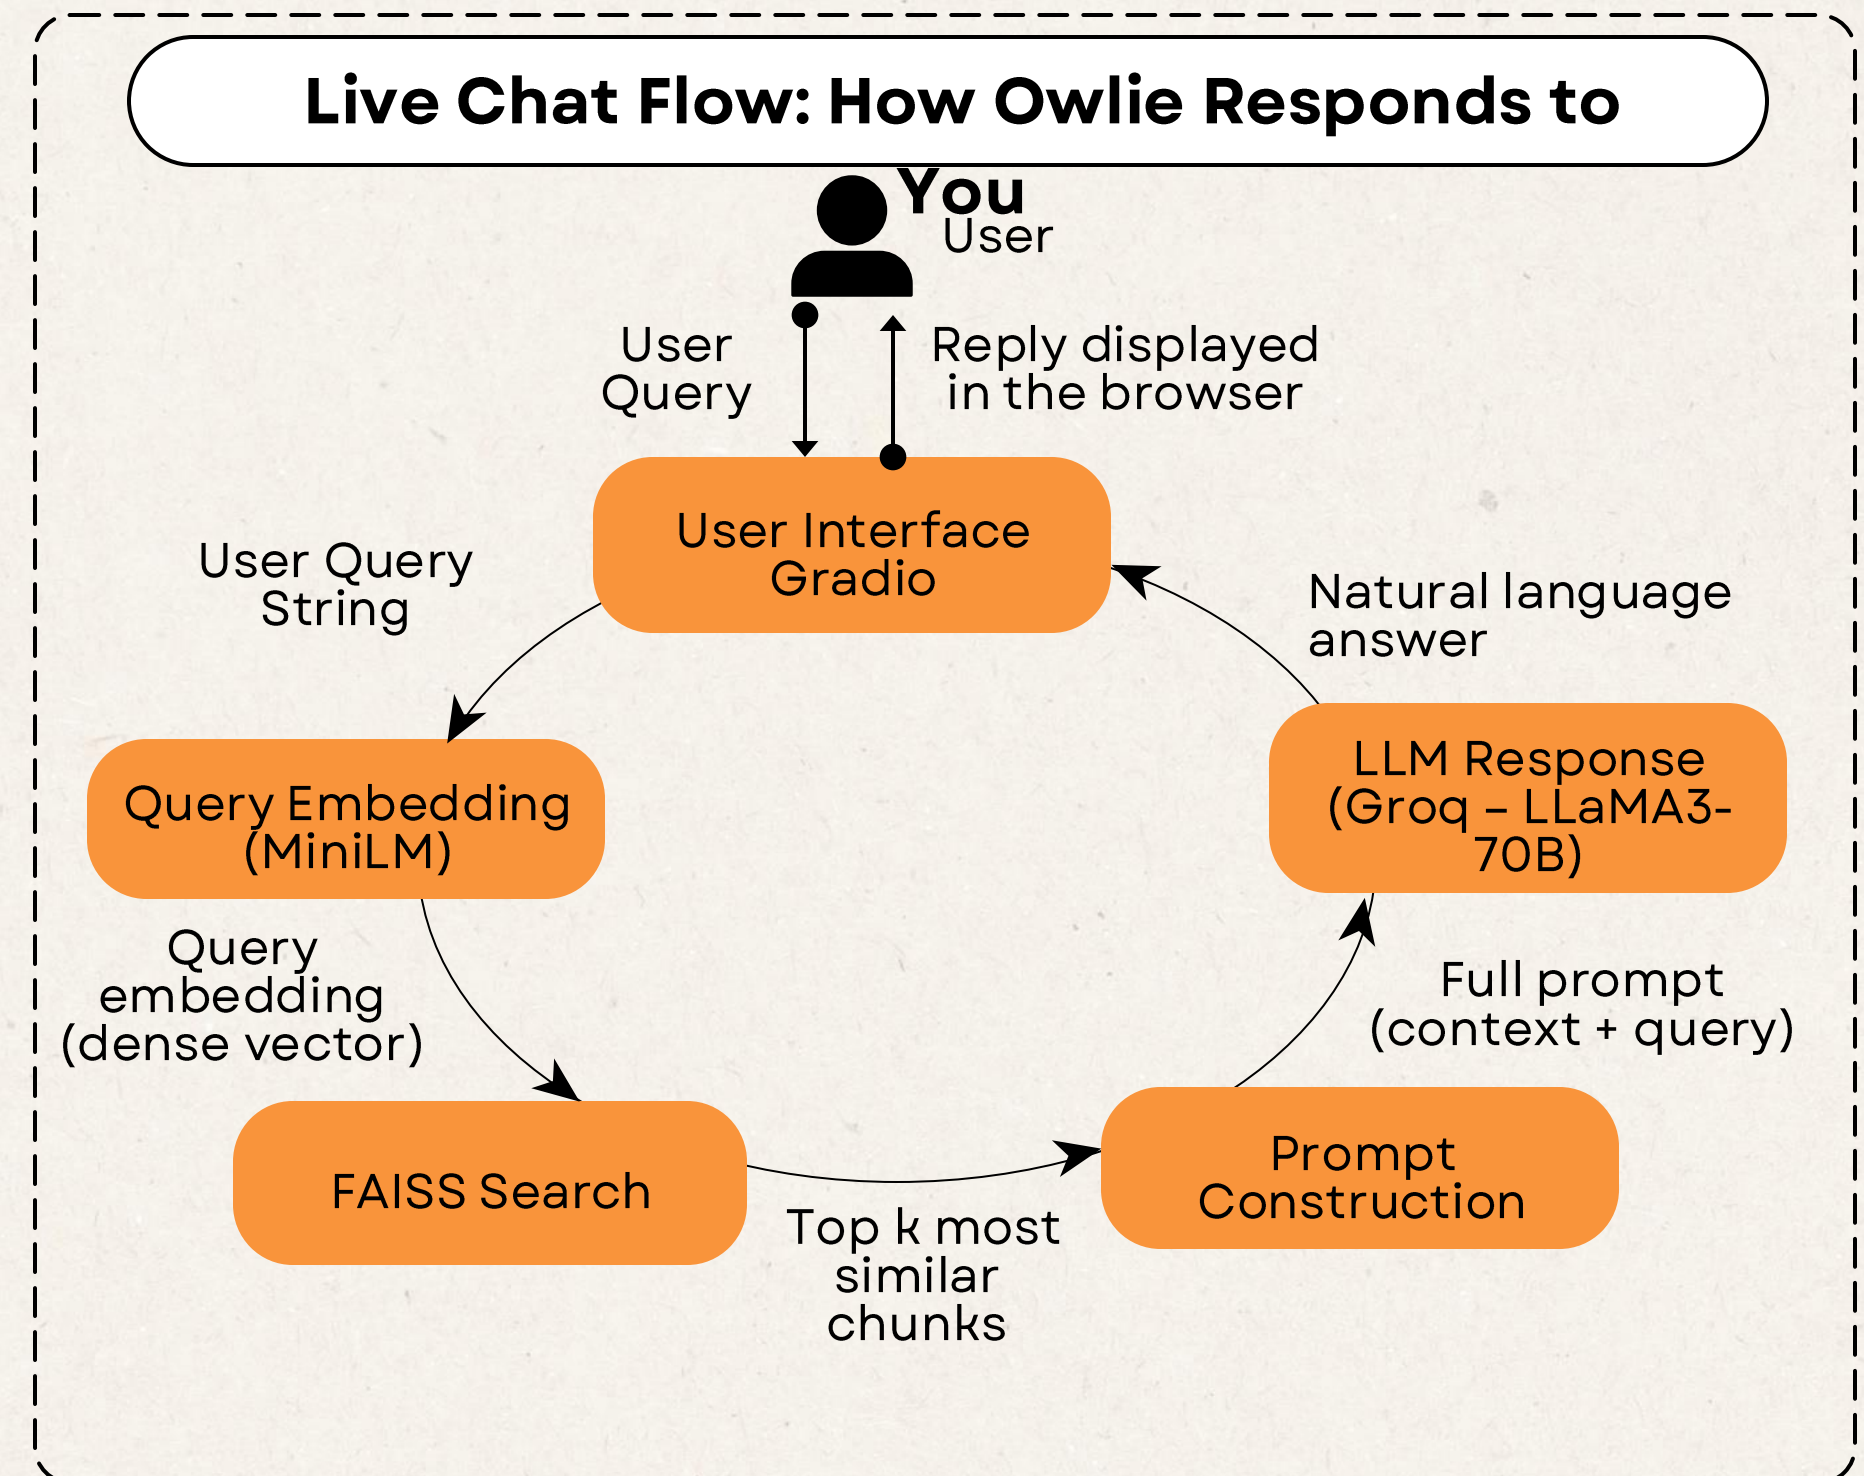 Live Chat Flow: How Owlie Responds to
You
User
User
Query
Reply displayed
in the browser
User Interface
Gradio
User Query
String
Natural language
answer
Query Embedding
(MiniLM)
LLM Response
(Groq – LLaMA3-
70B)
Query
embedding
(dense vector)
Full prompt
(context + query)
FAISS Search
Prompt
Construction
Top k most
similar
chunks